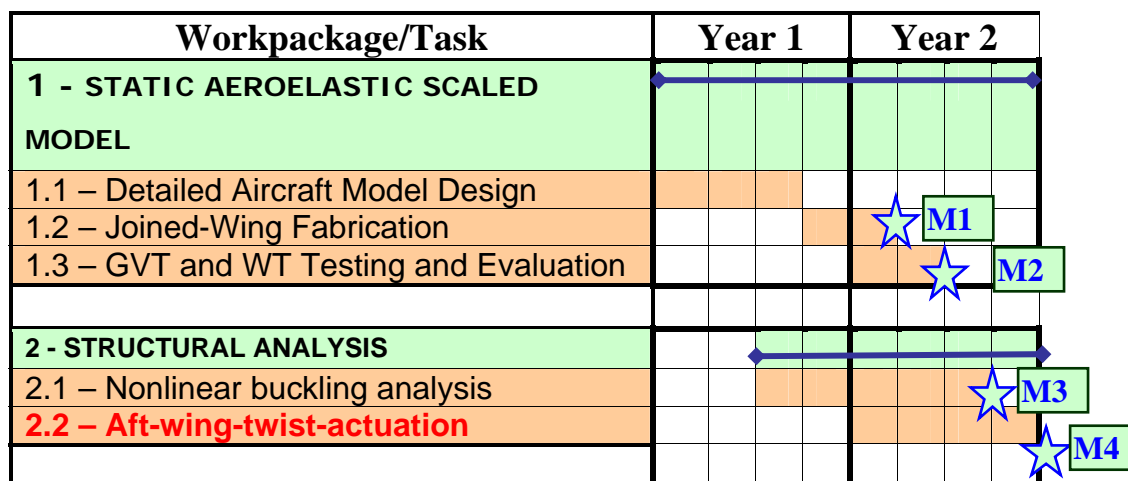 Workpackage/Task Year 1 Year 2
1 - STATIC AEROELASTIC SCALED
MODEL
1.1 – Detailed Aircraft Model Design
1.2 – Joined-Wing Fabrication M1
1.3 – GVT and WT Testing and Evaluation M2
2 - STRUCTURAL ANALYSIS
2.1 – Nonlinear buckling analysis M3
2.2 – Aft-wing-twist-actuation
M4